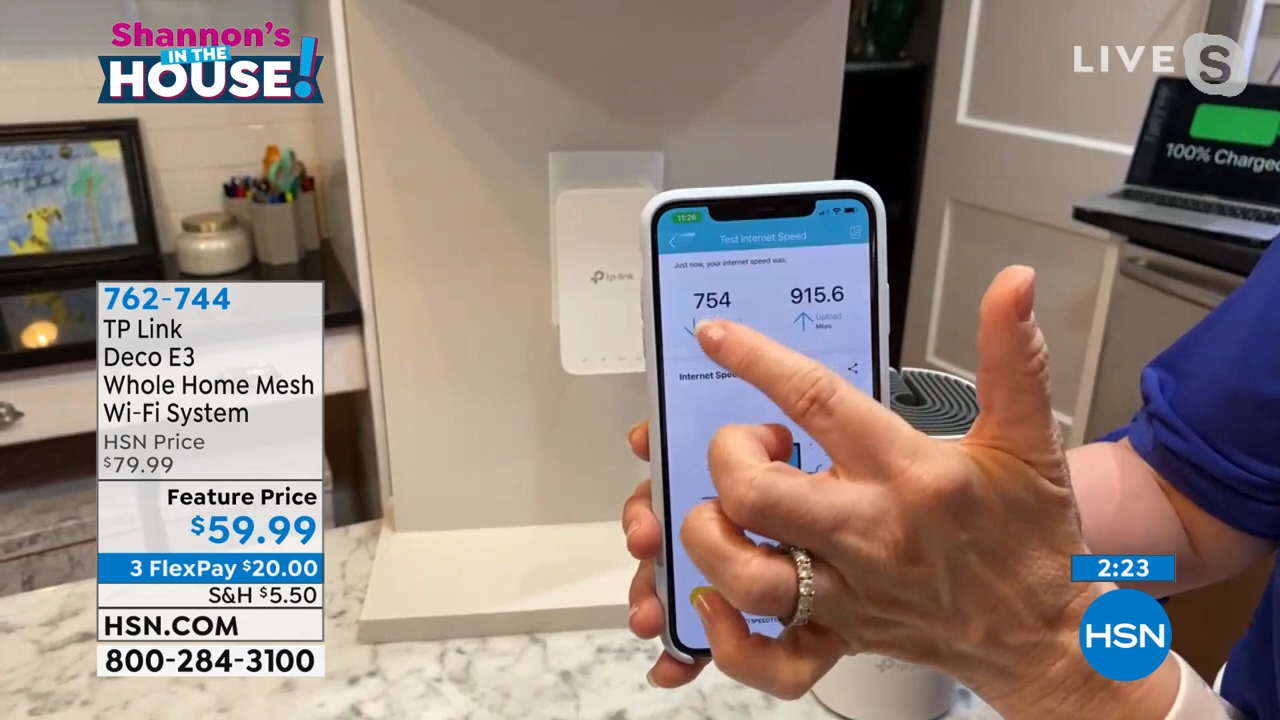 Shannon's
IN THE
HOUSE!
LIVE S
100% Charged
762-744
TP Link
Deco E3
Whole Home Mesh
Wi-Fi System
HSN Price
$79.99
Feature Price
$59.99
3 FlexPay $20.00
S&H $5.50
HSN.COM
800-284-3100
tp-link
11:26
Test Internet Speed
Just now, your internet speed was:
754
915.6
Upload
Mbps
Internet
2:23
HSN